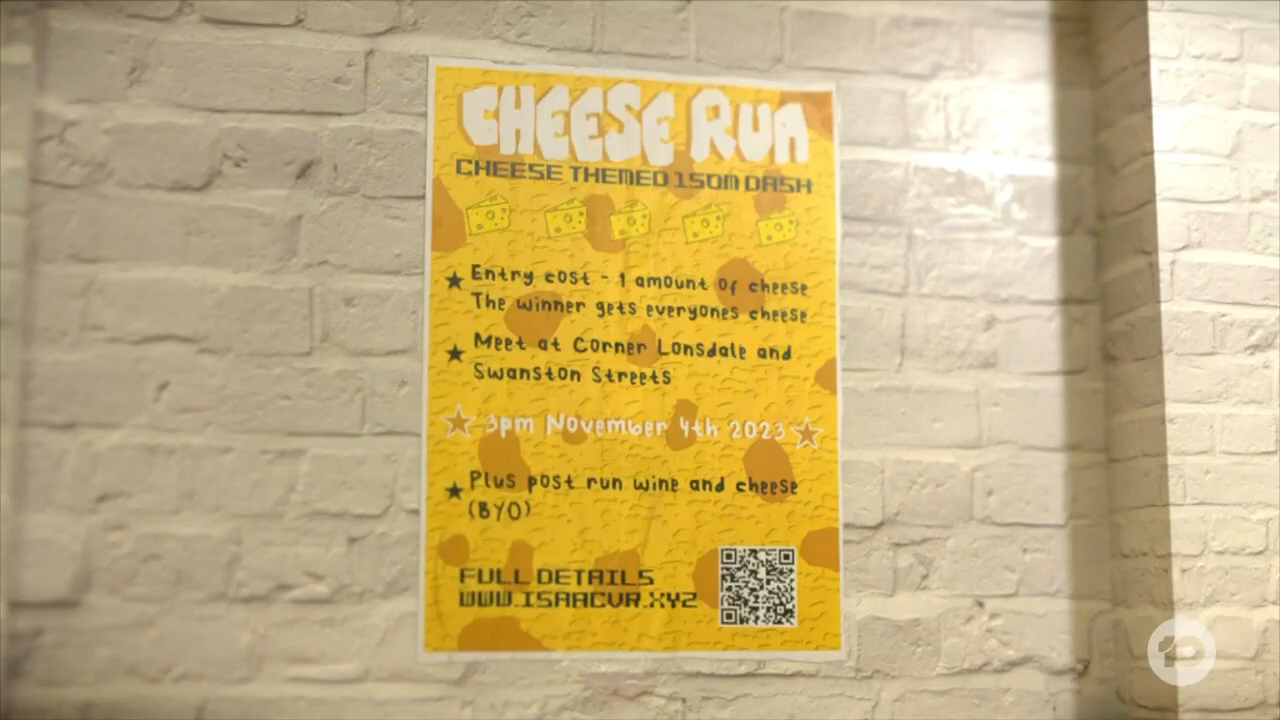 CHEESE RUN
CHEESE THEMED 150M DASH
Entry cost - 1 amount of cheese
The winner gets everyones cheese
Meet at Corner Lonsdale and
Swanston Streets
3pm November 4th 2023
Plus post run wine and cheese
(BYO)
FULL DETAILS
WWW.ISAACVR.XYZ